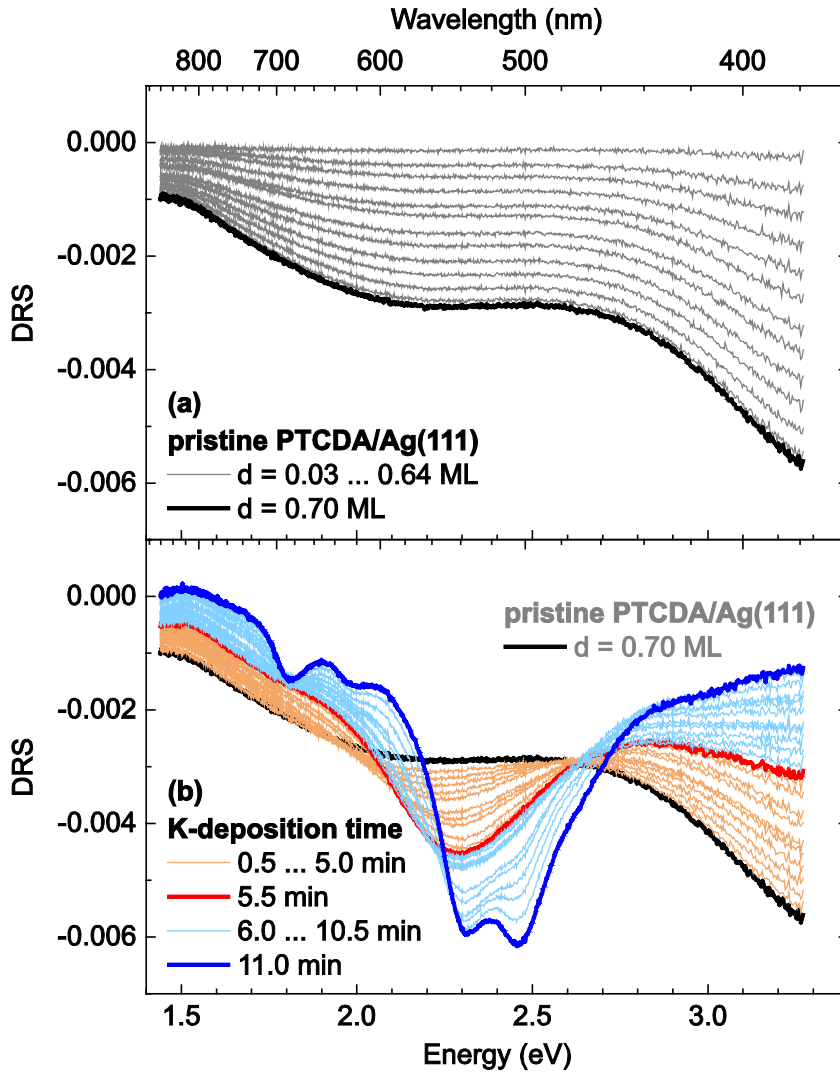 Wavelength (nm)
800 700 600 500 400
0.000
-0.002
-0.004
-0.006
DRS
(a)
pristine PTCDA/Ag(111)
d = 0.03 ... 0.64 ML
d = 0.70 ML
0.000
-0.002
-0.004
-0.006
DRS
pristine PTCDA/Ag(111)
d = 0.70 ML
(b)
K-deposition time
0.5 ... 5.0 min
5.5 min
6.0 ... 10.5 min
11.0 min
1.5 2.0 2.5 3.0
Energy (eV)